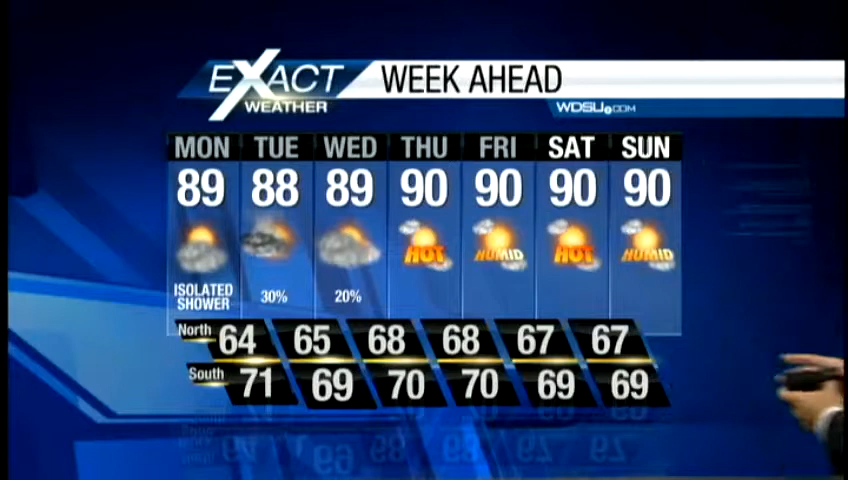 EXACT WEATHER
WEEK AHEAD
WDSU6.COM
MON TUE WED THU FRI SAT SUN
89 88 89 90 90 90 90
HOT HUMID HOT HUMID
ISOLATED SHOWER 30% 20%
North 64 65 68 68 67 67
South 71 69 70 70 69 69